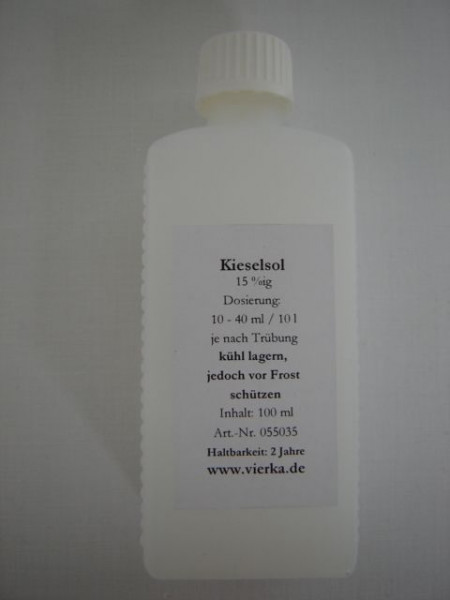 Kieselsol
15 %ig
Dosierung:
10 - 40 ml / 10 l
je nach Trübung
kühl lagern,
jedoch vor Frost
schützen
Inhalt: 100 ml
Art.-Nr. 055035
Haltbarkeit: 2 Jahre
www.vierka.de